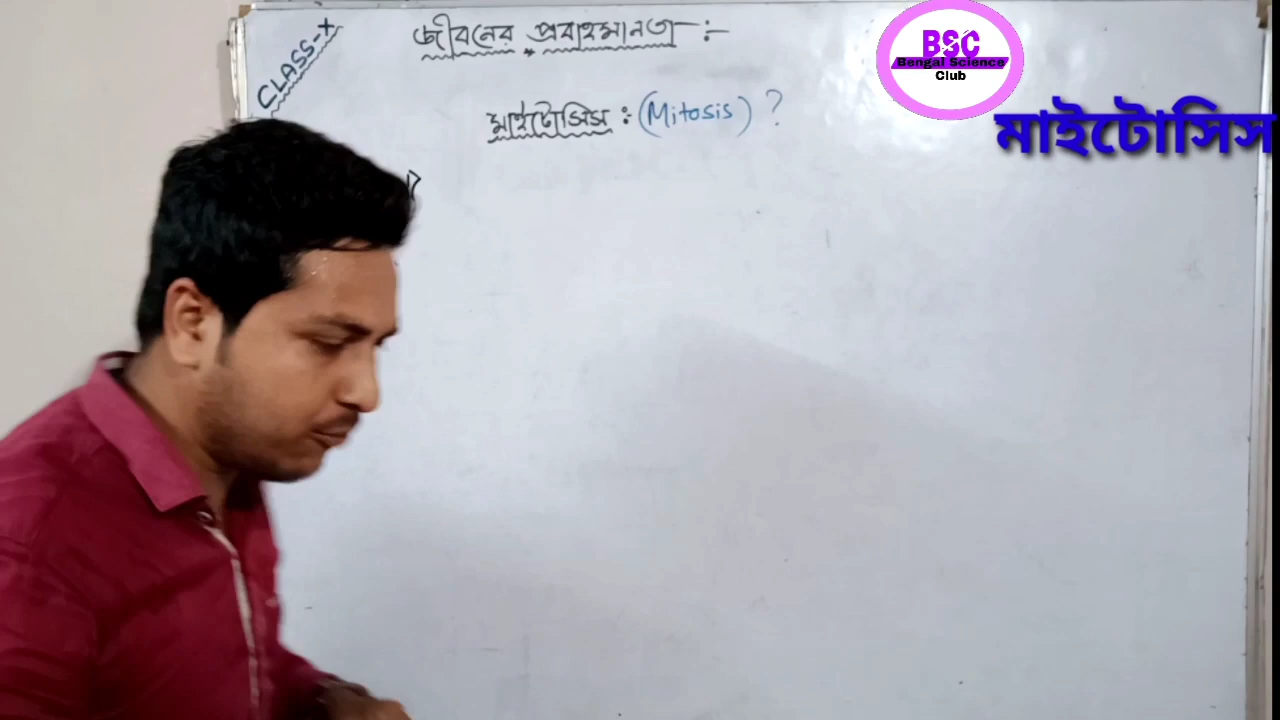 CLASS-X
জীবনের প্রবাহমানতা :-
মাইটোসিস : (Mitosis) ?
BSC
Bengal Science
Club
মাইটোসিস